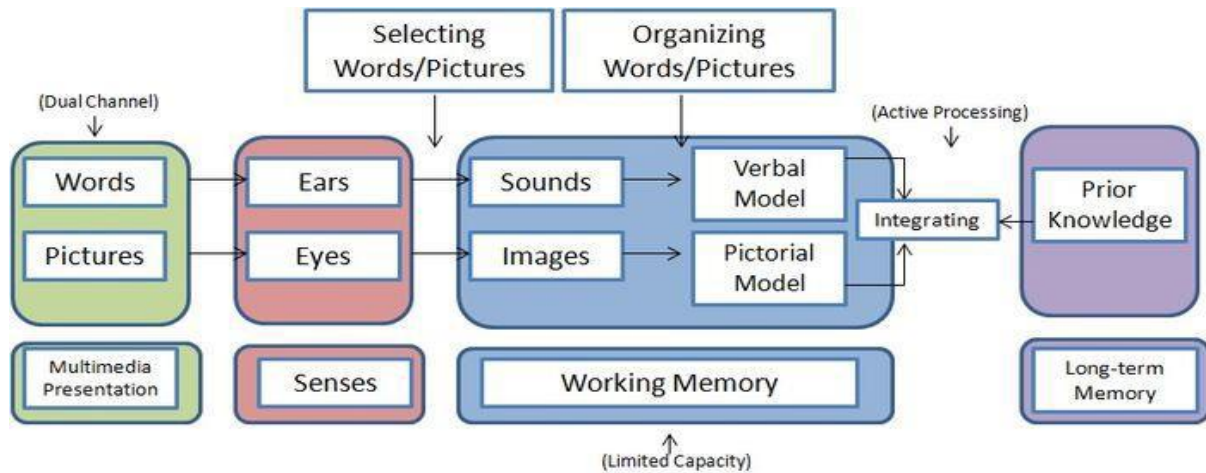 Selecting
Words/Pictures
Organizing
Words/Pictures
(Dual Channel)
(Active Processing)
Words
Ears
Sounds
Verbal
Model
Prior
Knowledge
Integrating
Pictures
Eyes
Images
Pictorial
Model
Multimedia
Presentation
Senses
Working Memory
Long-term
Memory
(Limited Capacity)